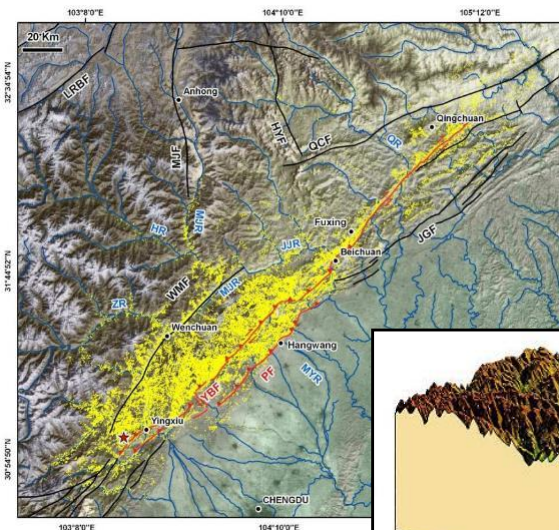 103°8'0"E
104°10'0"E
105°12'0"E
20 Km
32°34'54"N
LRBF
Anhong
MJF
HYF
QCF
QR
Qingchuan
MJR
HR
Fuxing
JJR
Beichuan
JGF
31°44'52"N
WMF
MJR
ZR
Wenchuan
Hangwang
YBF
PF
MYR
Yingxiu
30°54'50"N
CHENGDU
103°8'0"E
104°10'0"E